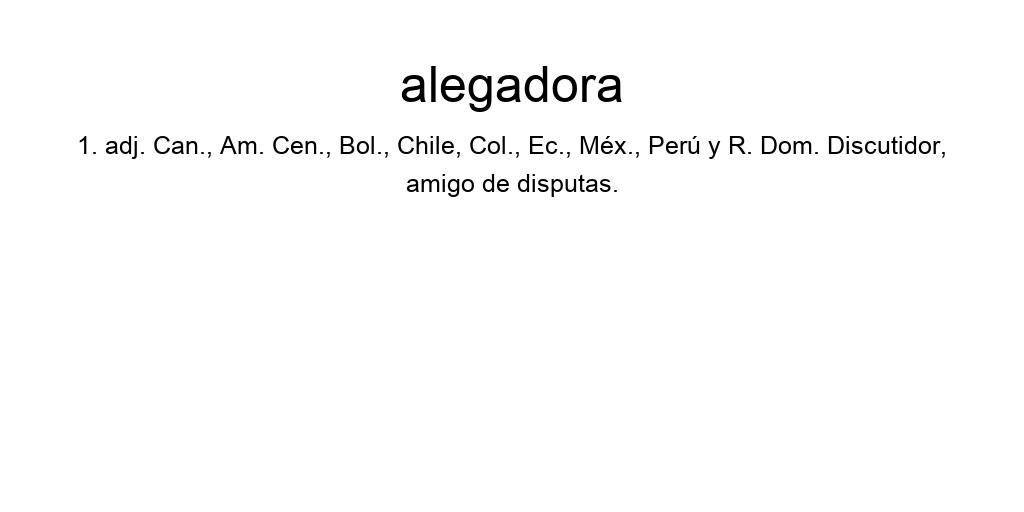 alegadora
1. adj. Can., Am. Cen., Bol., Chile, Col., Ec., Méx., Perú y R. Dom. Discutidor,
amigo de disputas.